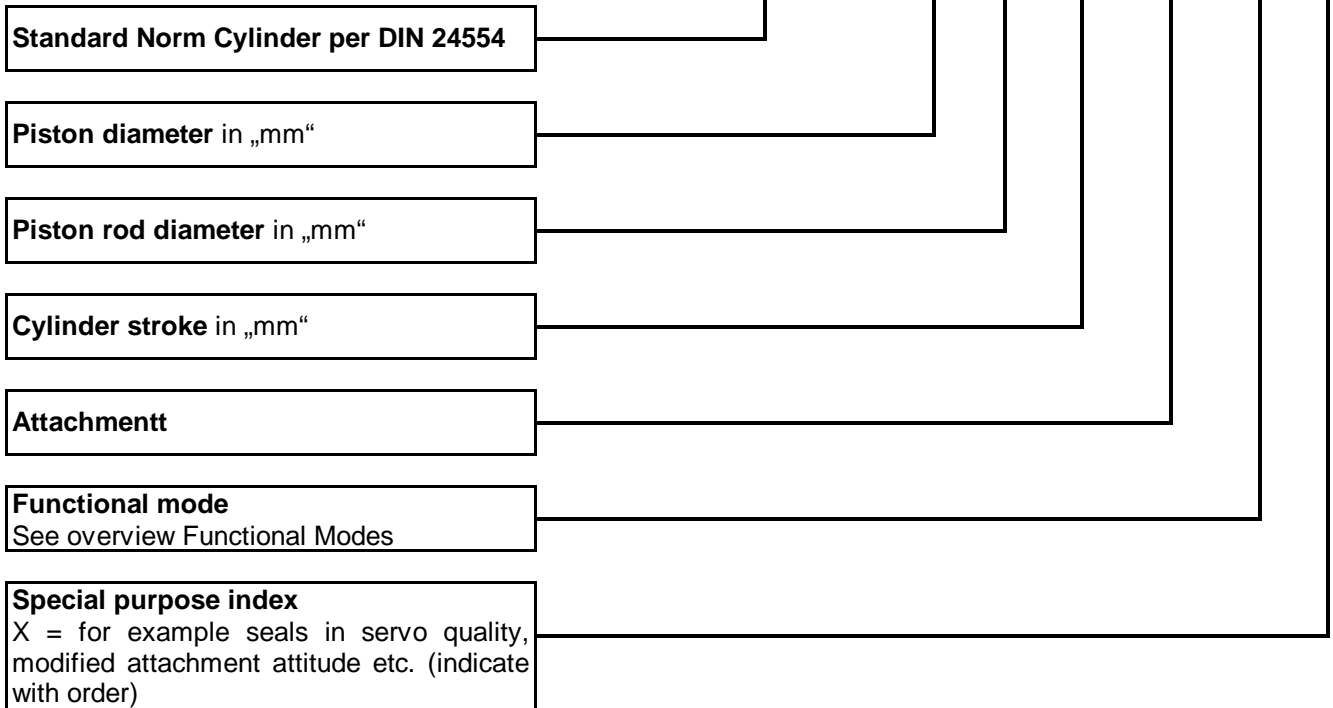 Standard Norm Cylinder per DIN 24554
Piston diameter in „mm“
Piston rod diameter in „mm“
Cylinder stroke in „mm“
Attachmentt
Functional mode
See overview Functional Modes
Special purpose index
X = for example seals in servo quality,
modified attachment attitude etc. (indicate
with order)